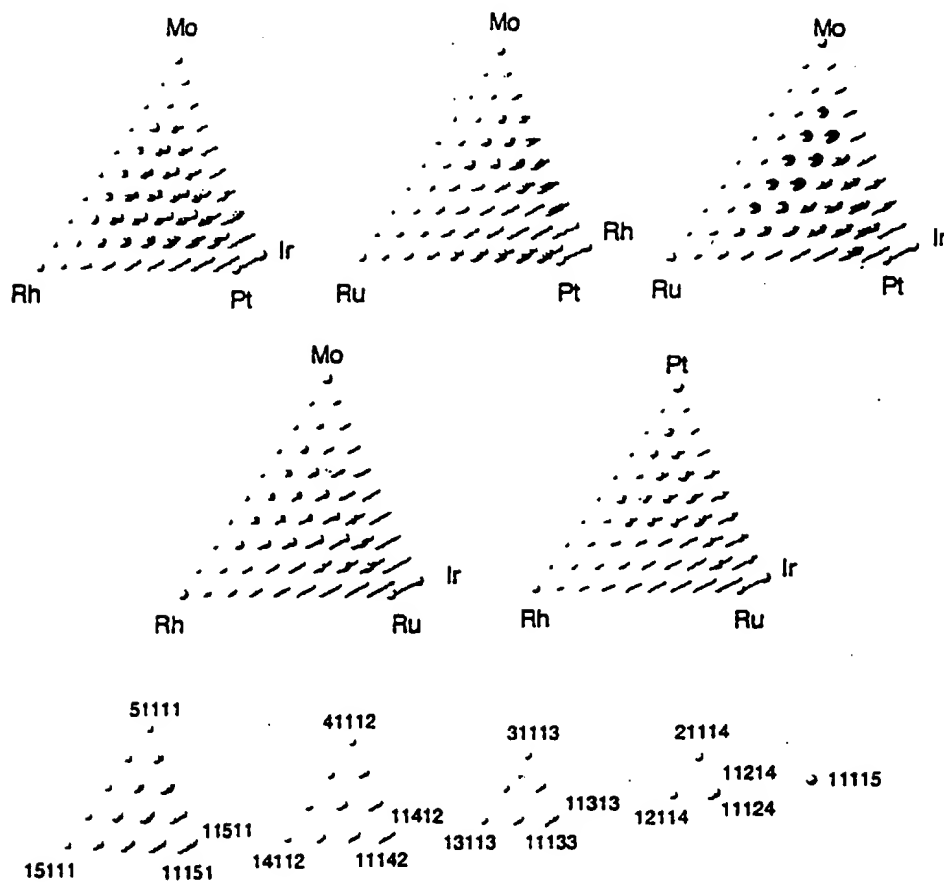 Mo Mo Mo
Ir Rh Ir
Rh Pt Ru Pt Ru Pt
Mo Pt
Ir Ir
Rh Ru Rh Ru
51111 41112 31113 21114
11214 11115
11511 11412 11313 12114 11124
15111 11151 14112 11142 13113 11133